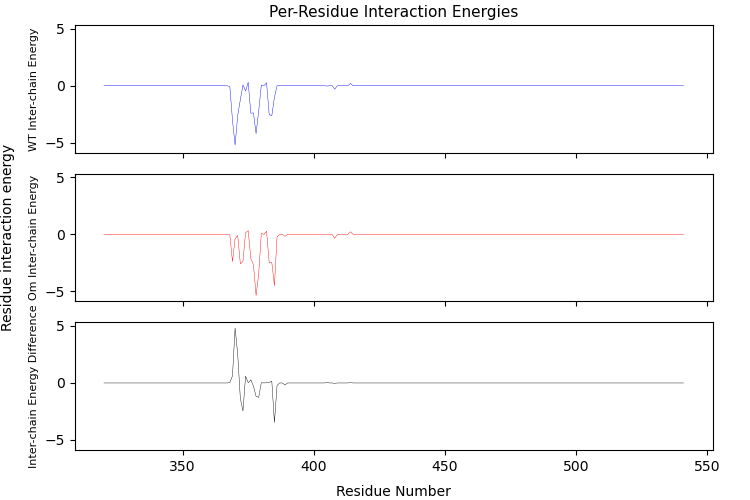 Per-Residue Interaction Energies
Residue interaction energy
WT Inter-chain Energy
5
0
−5
Om Inter-chain Energy
5
0
−5
Inter-chain Energy Difference
5
0
−5
350
400
450
500
550
Residue Number